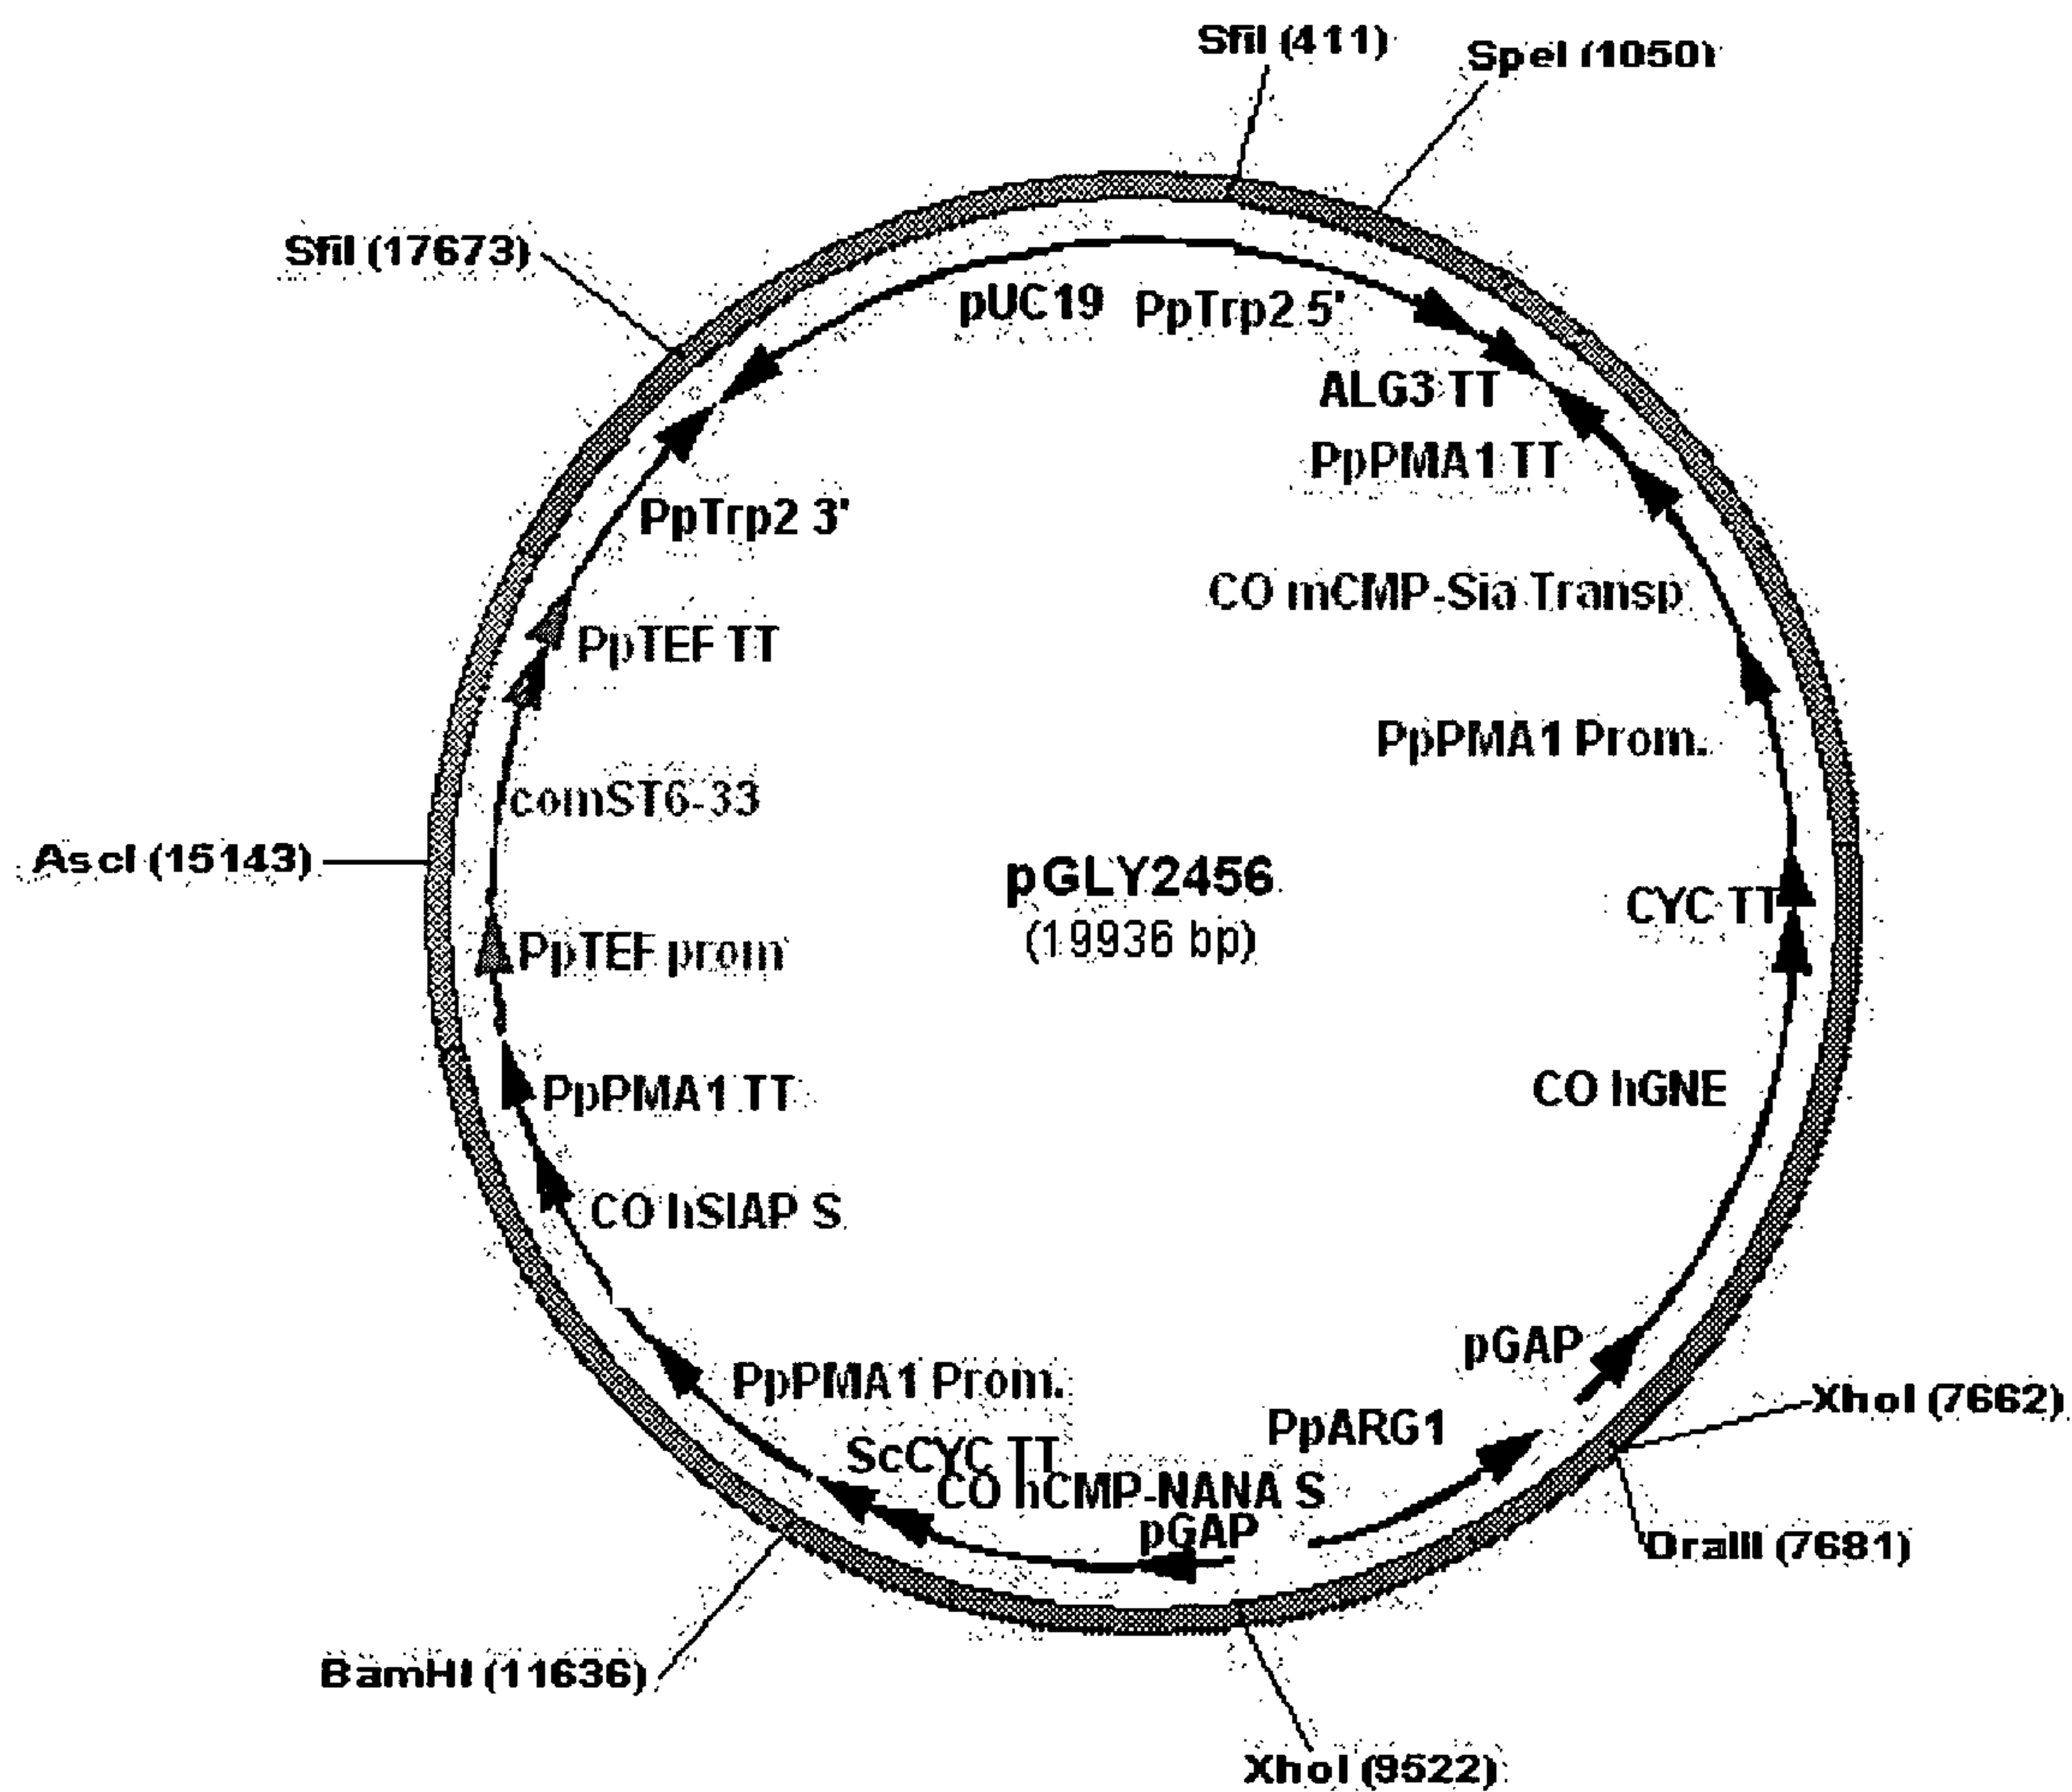 SfiI (411)
SpeI (1050)
SfiI (17673)
pUC19
PpTrp2 5'
ALG3 TT
PpPMA1 TT
PpTrp2 3'
CO mCMP-Sia Transp
PpTEF TT
PpPMA1 Prom.
comST6-33
AscI (15143)
pGLY2456
(19936 bp)
CYC TT
PpTEF prom
PpPMA1 TT
CO hGNE
CO hSIAP S
pGAP
PpPMA1 Prom.
XhoI (7662)
PpARG1
ScCYC TT
CO hCMP-NANA S
pGAP
DraIII (7681)
BamHI (11636)
XhoI (9522)